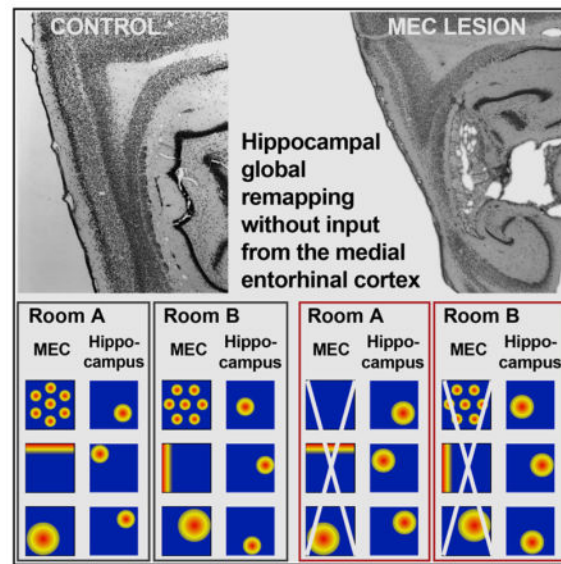 CONTROL
MEC LESION
Hippocampal
global
remapping
without input
from the medial
entorhinal cortex
Room A
MEC Hippo-
campus
Room B
MEC Hippo-
campus
Room A
MEC Hippo-
campus
Room B
MEC Hippo-
campus